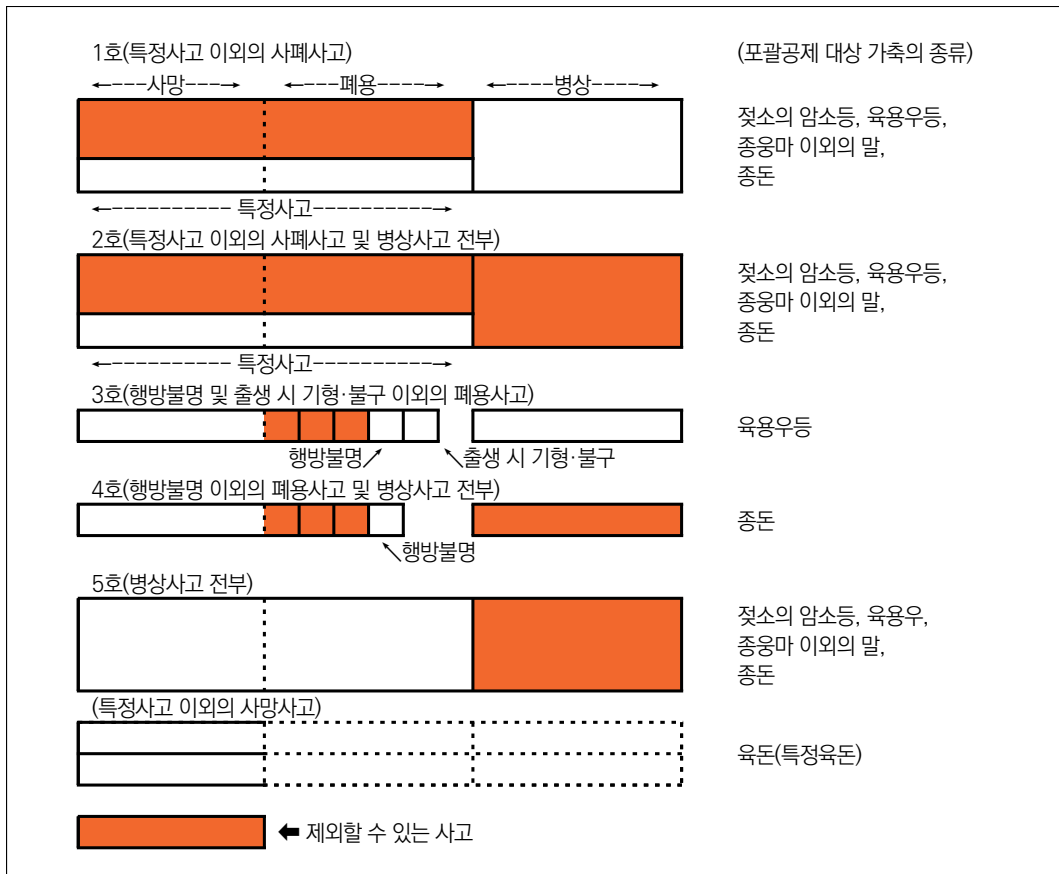 1호(특정사고 이외의 사폐사고) (포괄공제 대상 가축의 종류)
←---사망---→ ←---폐용---→ ←---병상---→
젖소의 암소등, 육용우등,
종웅마 이외의 말,
종돈
←---------- 특정사고----------→
2호(특정사고 이외의 사폐사고 및 병상사고 전부)
젖소의 암소등, 육용우등,
종웅마 이외의 말,
종돈
←---------- 특정사고----------→
3호(행방불명 및 출생 시 기형·불구 이외의 폐용사고)
육용우등
행방불명↗ ↖출생 시 기형·불구
4호(행방불명 이외의 폐용사고 및 병상사고 전부)
종돈
↖행방불명
5호(병상사고 전부)
젖소의 암소등, 육용우,
종웅마 이외의 말,
종돈
(특정사고 이외의 사망사고)
육돈(특정육돈)
⬅ 제외할 수 있는 사고